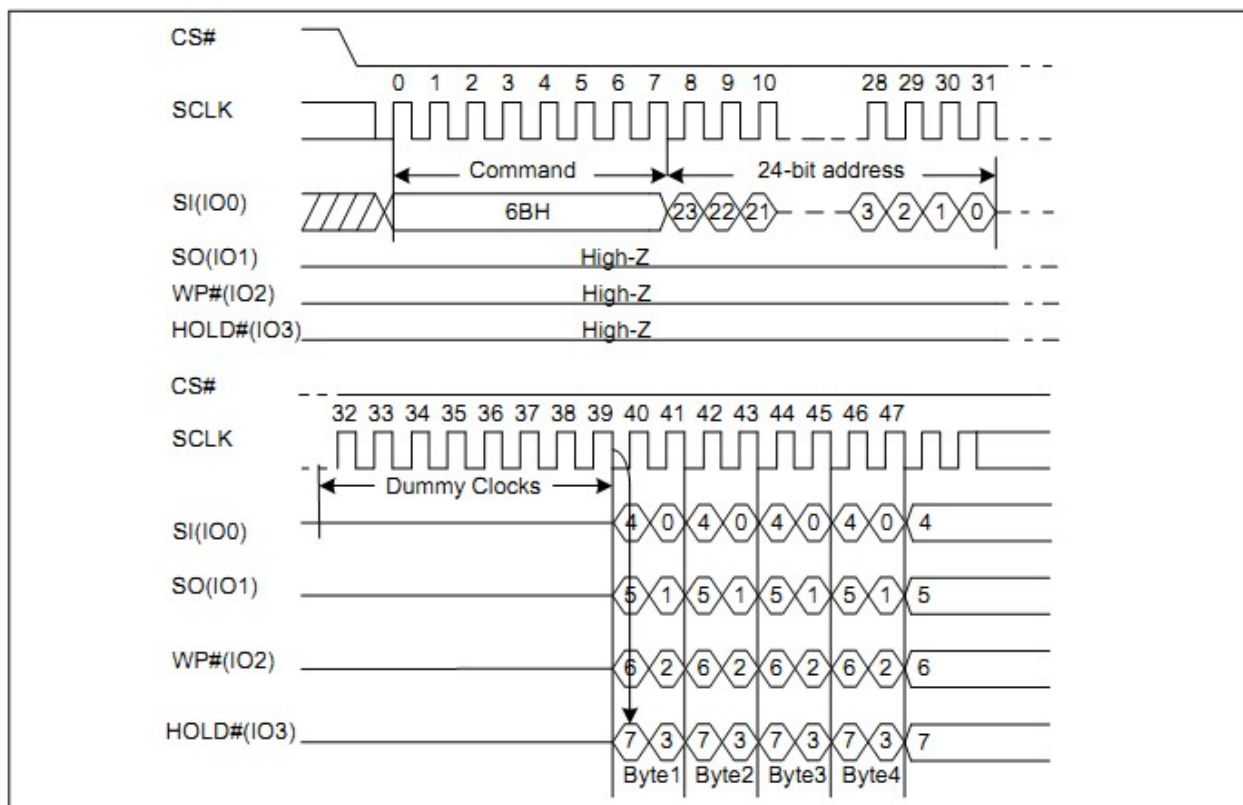 CS#
0 1 2 3 4 5 6 7 8 9 10 28 29 30 31
SCLK
Command 24-bit address
SI(IO0) 6BH 23 22 21 3 2 1 0
SO(IO1) High-Z
WP#(IO2) High-Z
HOLD#(IO3) High-Z
CS#
32 33 34 35 36 37 38 39 40 41 42 43 44 45 46 47
SCLK
Dummy Clocks
SI(IO0) 4 0 4 0 4 0 4 0 4
SO(IO1) 5 1 5 1 5 1 5 1 5
WP#(IO2) 6 2 6 2 6 2 6 2 6
HOLD#(IO3) 7 3 7 3 7 3 7 3 7
Byte1 Byte2 Byte3 Byte4